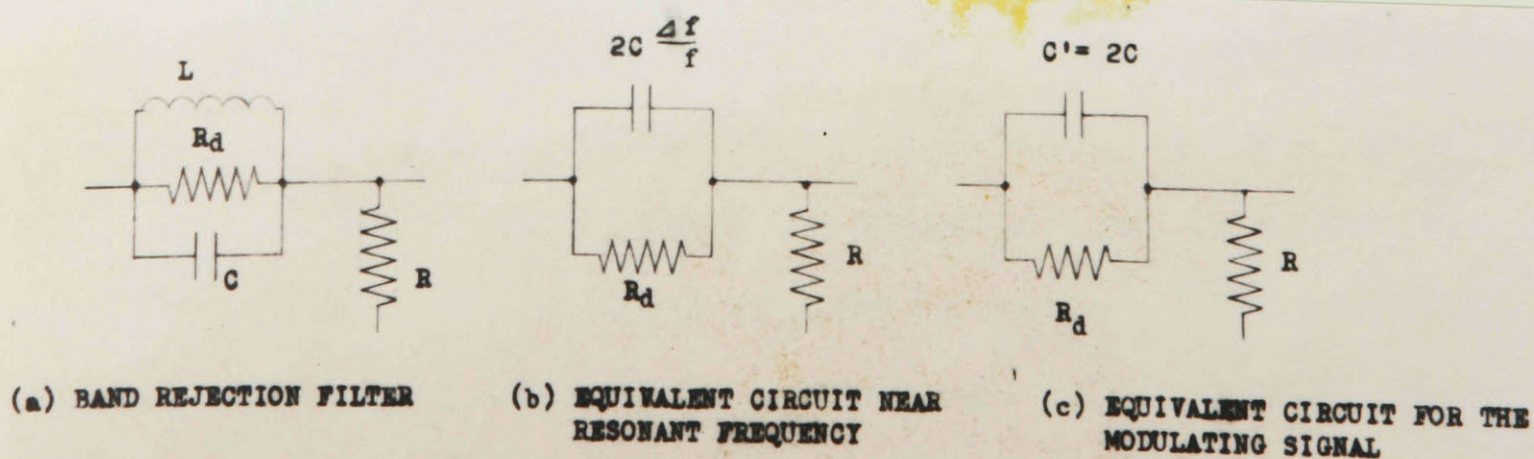 L
Rd
C
R
(a) BAND REJECTION FILTER
2C Δf/f
Rd
R
(b) EQUIVALENT CIRCUIT NEAR
RESONANT FREQUENCY
C'= 2C
Rd
R
(c) EQUIVALENT CIRCUIT FOR THE
MODULATING SIGNAL